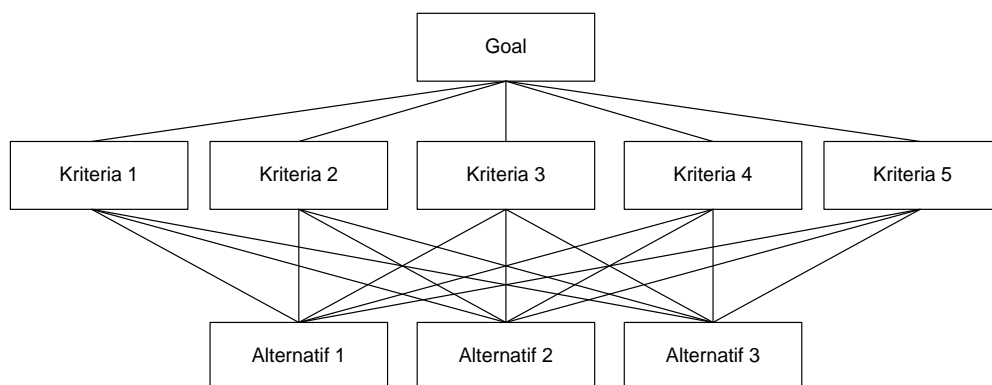 Goal
Kriteria 1
Kriteria 2
Kriteria 3
Kriteria 4
Kriteria 5
Alternatif 1
Alternatif 2
Alternatif 3